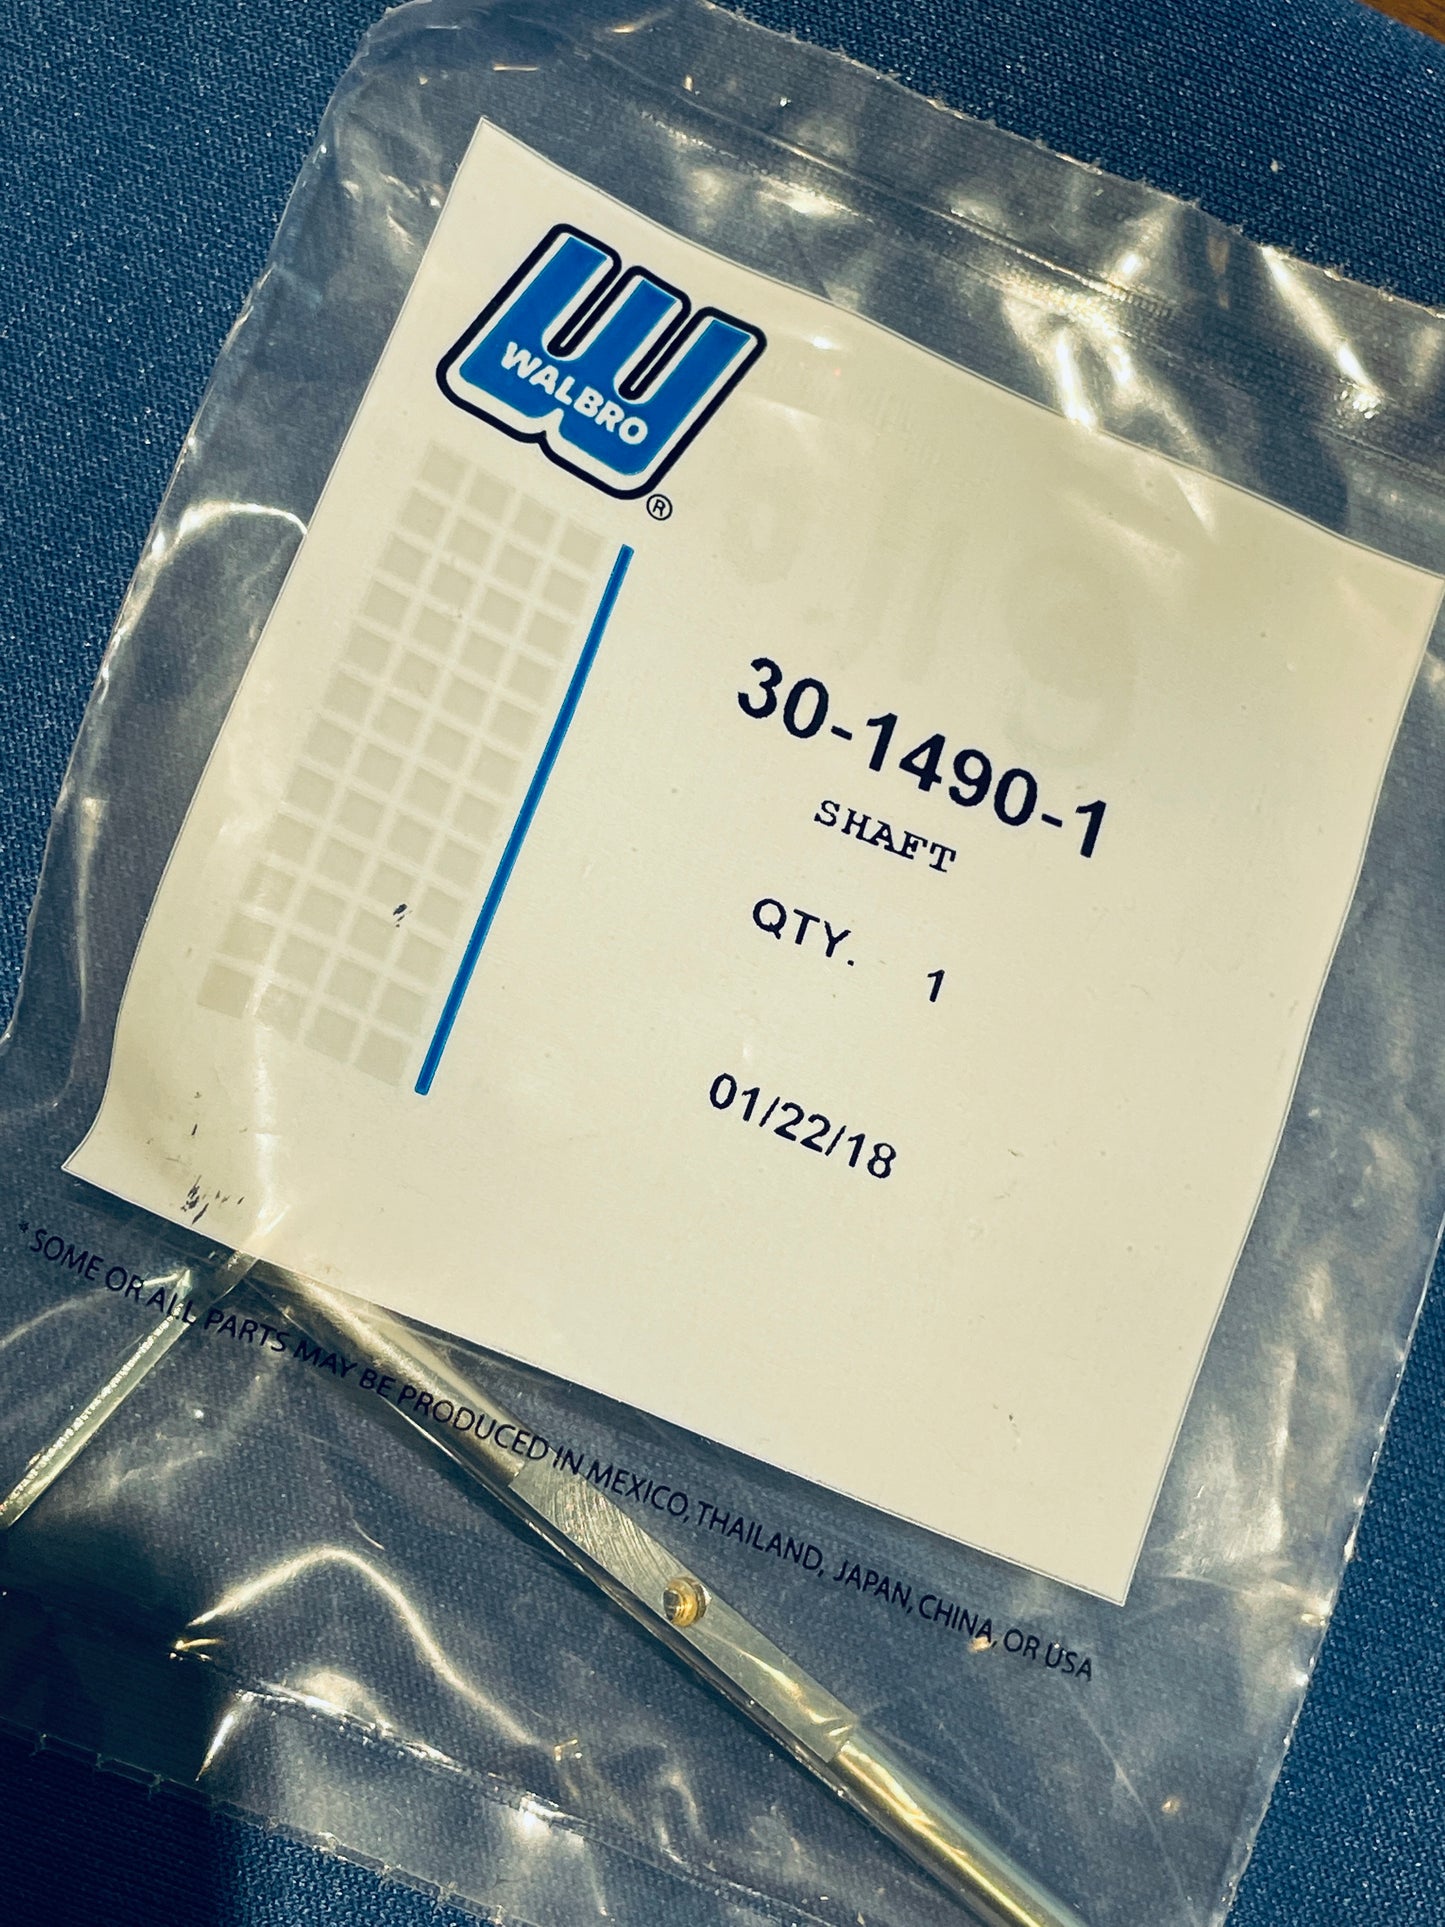 WALBRO
®
30-1490-1
SHAFT
QTY. 1
01/22/18
* SOME OR ALL PARTS MAY BE PRODUCED IN MEXICO, THAILAND, JAPAN, CHINA, OR USA